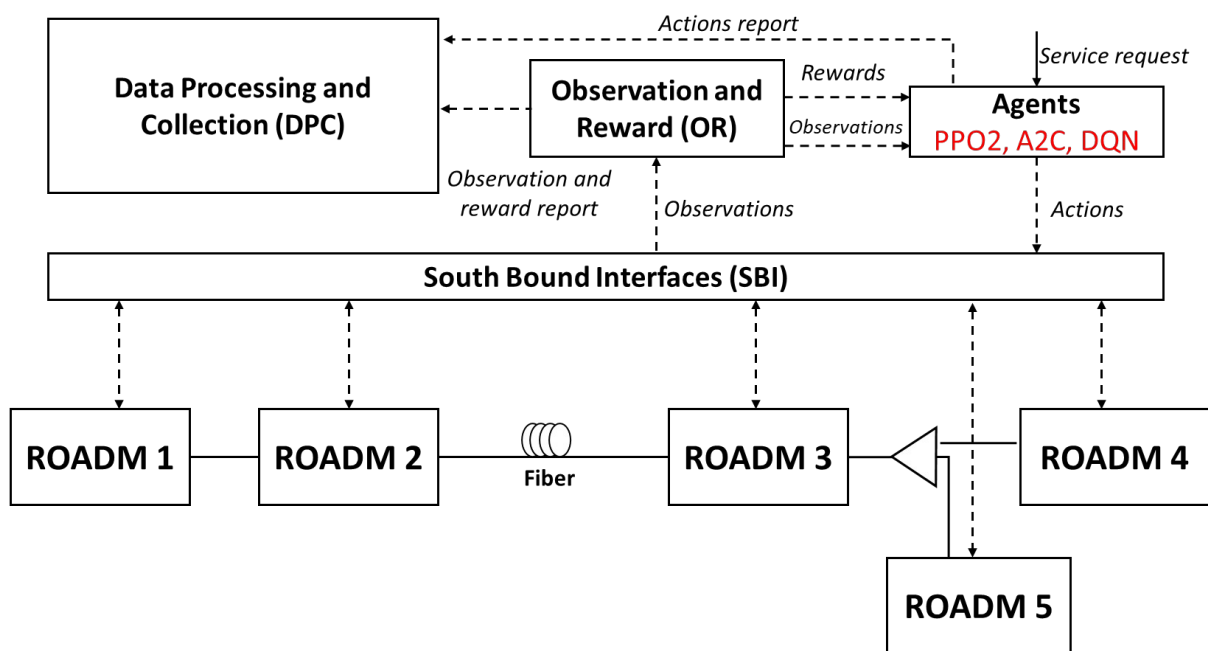 Actions report
Service request
Data Processing and
Collection (DPC)
Observation and
Reward (OR)
Rewards
Observations
Agents
PPO2, A2C, DQN
Observation and
reward report
Observations
Actions
South Bound Interfaces (SBI)
ROADM 1
ROADM 2
Fiber
ROADM 3
ROADM 4
ROADM 5